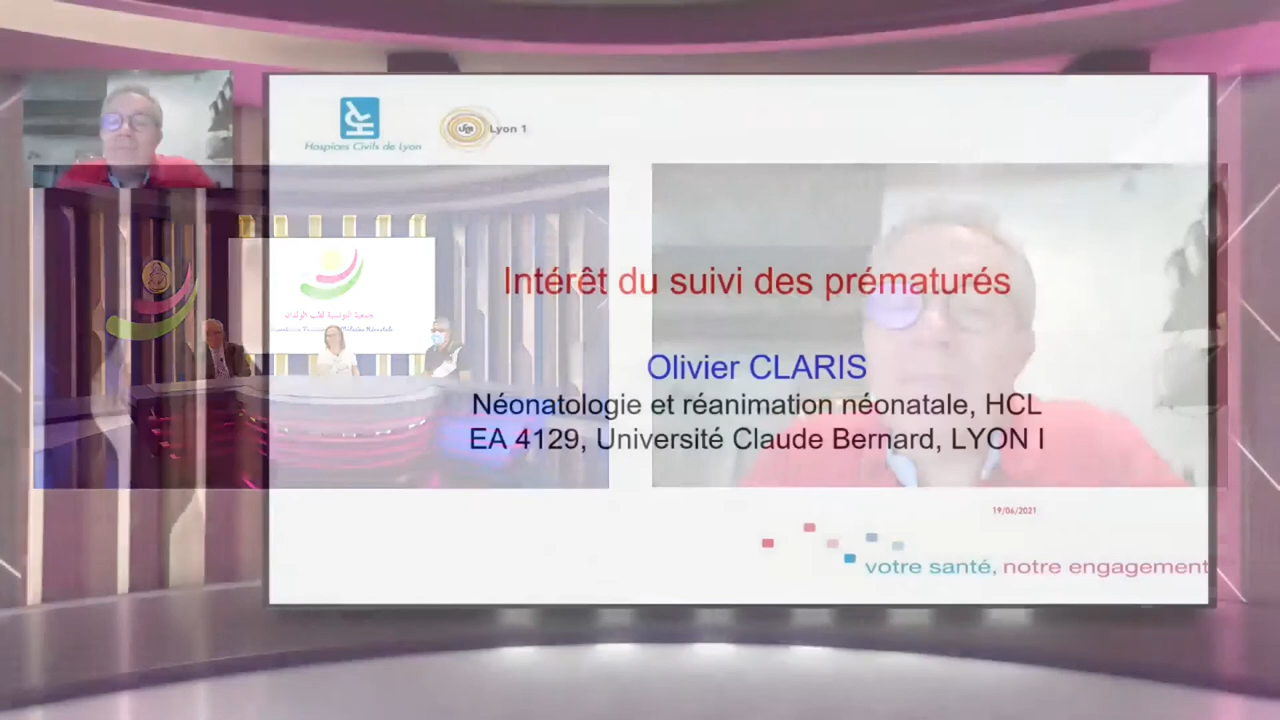 Hospices Civils de Lyon
Lyon 1
Intérêt du suivi des prématurés
Olivier CLARIS
Néonatologie et réanimation néonatale, HCL
EA 4129, Université Claude Bernard, LYON I
19/06/2021
votre santé, notre engagement